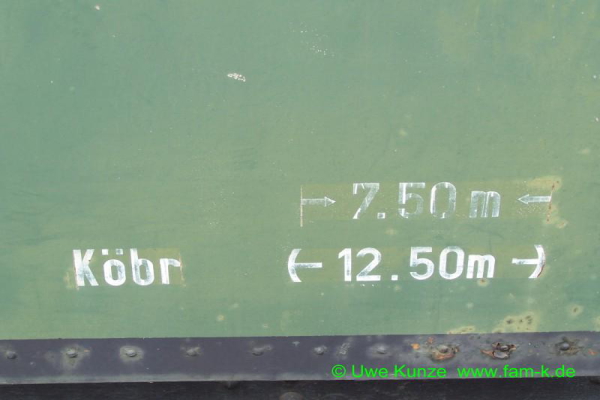 → 7.50 m ←
Köbr (← 12.50m →)
© Uwe Kunze www.fam-k.de